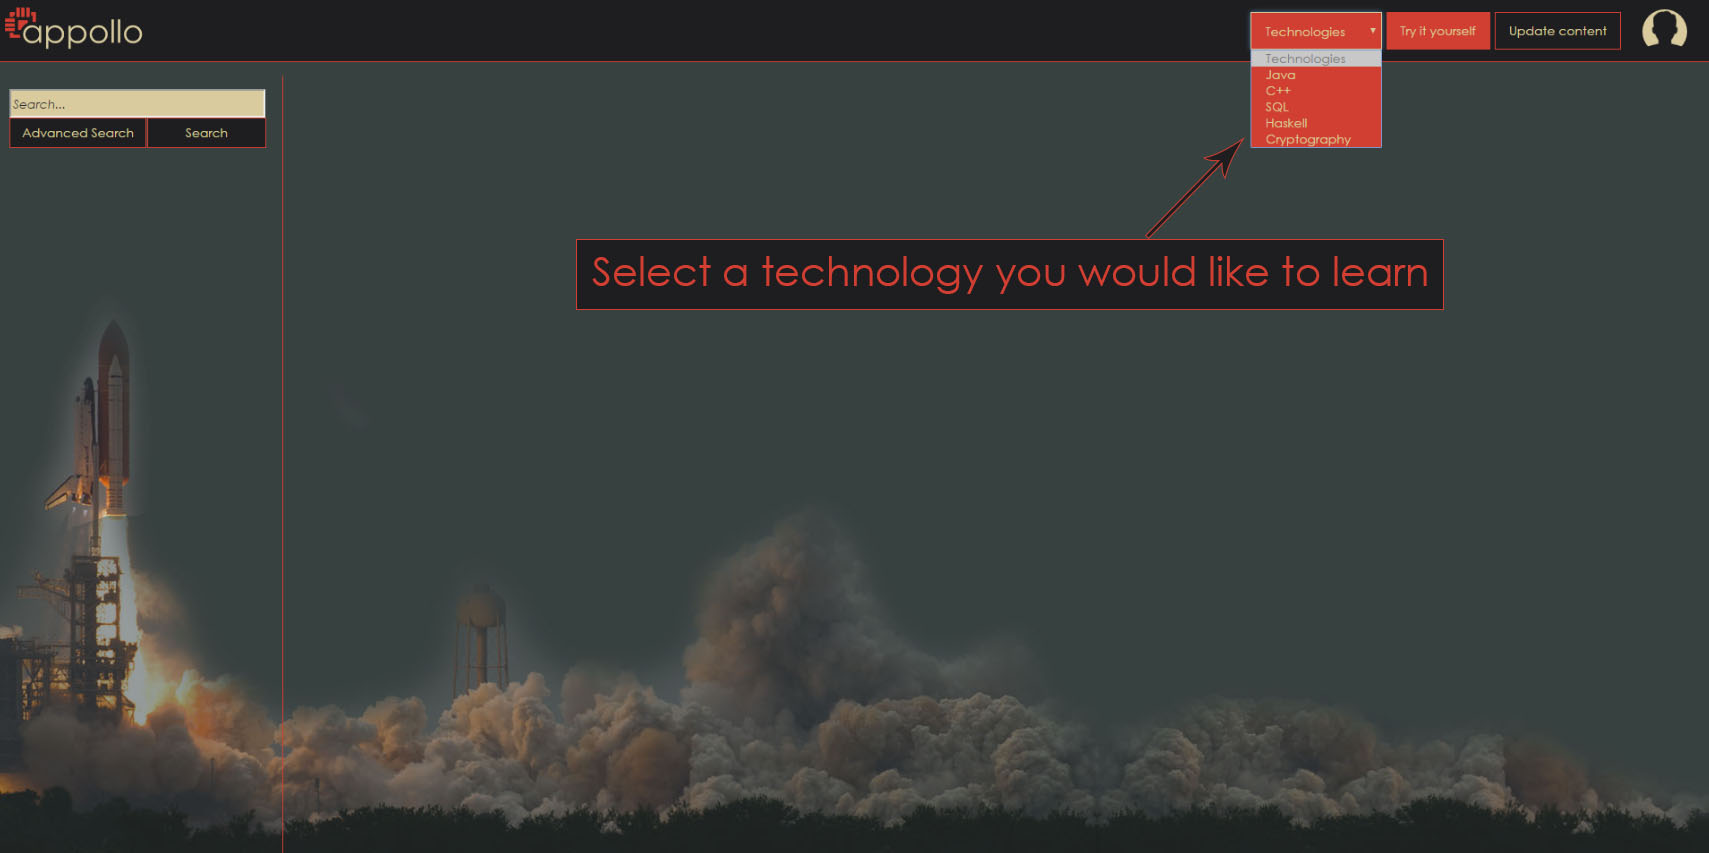 appollo
Technologies
Try it yourself
Update content
Technologies
Java
C++
SQL
Haskell
Cryptography
Search...
Advanced Search
Search
Select a technology you would like to learn